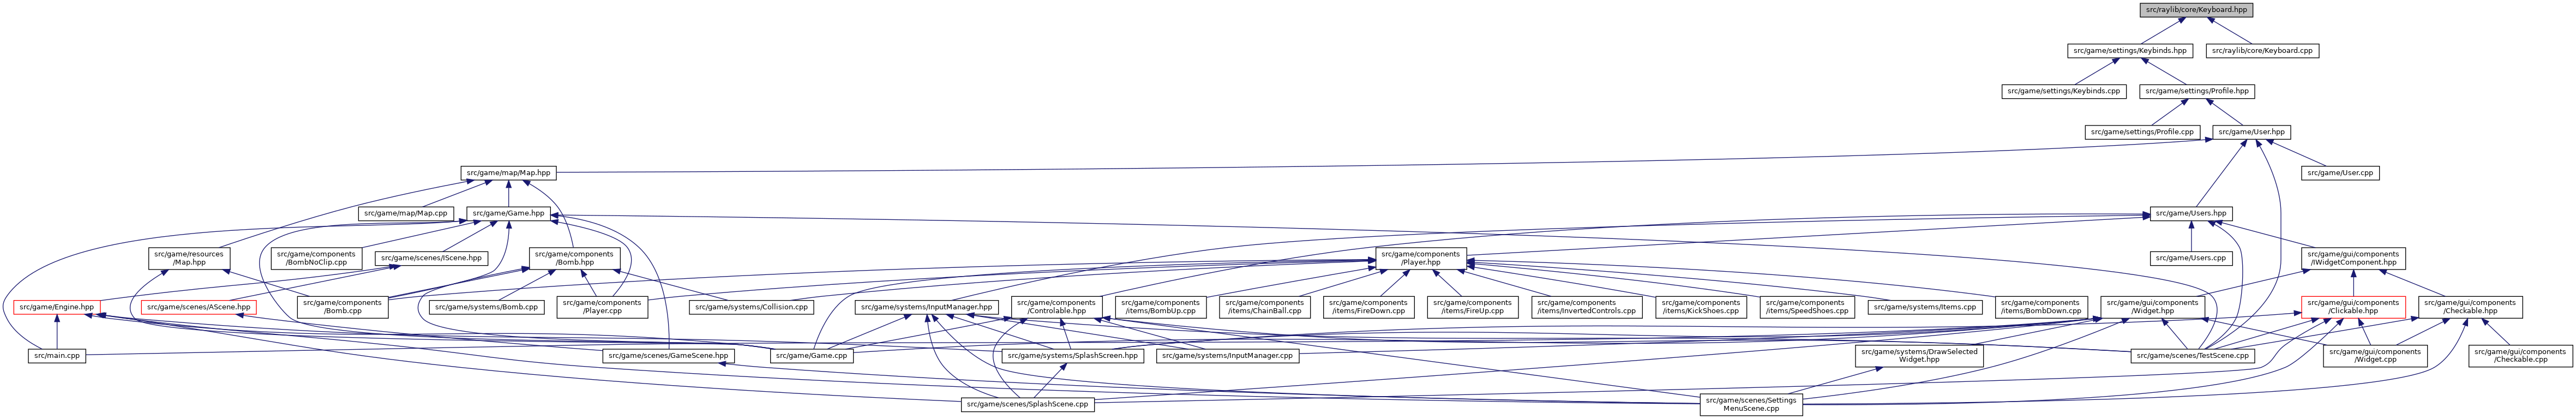 src/raylib/core/Keyboard.hpp
src/game/settings/Keybinds.hpp
src/raylib/core/Keyboard.cpp
src/game/settings/Keybinds.cpp
src/game/settings/Profile.hpp
src/game/settings/Profile.cpp
src/game/User.hpp
src/game/map/Map.hpp
src/game/User.cpp
src/game/map/Map.cpp
src/game/Game.hpp
src/game/Users.hpp
src/game/resources
/Map.hpp
src/game/components
/BombNoClip.cpp
src/game/scenes/IScene.hpp
src/game/components
/Bomb.hpp
src/game/components
/Player.hpp
src/game/Users.cpp
src/game/gui/components
/IWidgetComponent.hpp
src/game/Engine.hpp
src/game/scenes/AScene.hpp
src/game/components
/Bomb.cpp
src/game/systems/Bomb.cpp
src/game/components
/Player.cpp
src/game/systems/Collision.cpp
src/game/systems/InputManager.hpp
src/game/components
/Controlable.hpp
src/game/components
/items/BombUp.cpp
src/game/components
/items/ChainBall.cpp
src/game/components
/items/FireDown.cpp
src/game/components
/items/FireUp.cpp
src/game/components
/items/InvertedControls.cpp
src/game/components
/items/KickShoes.cpp
src/game/components
/items/SpeedShoes.cpp
src/game/systems/Items.cpp
src/game/components
/items/BombDown.cpp
src/game/gui/components
/Widget.hpp
src/game/gui/components
/Clickable.hpp
src/game/gui/components
/Checkable.hpp
src/main.cpp
src/game/scenes/GameScene.hpp
src/game/Game.cpp
src/game/systems/SplashScreen.hpp
src/game/systems/InputManager.cpp
src/game/systems/DrawSelected
Widget.hpp
src/game/scenes/TestScene.cpp
src/game/gui/components
/Widget.cpp
src/game/gui/components
/Checkable.cpp
src/game/scenes/SplashScene.cpp
src/game/scenes/Settings
MenuScene.cpp